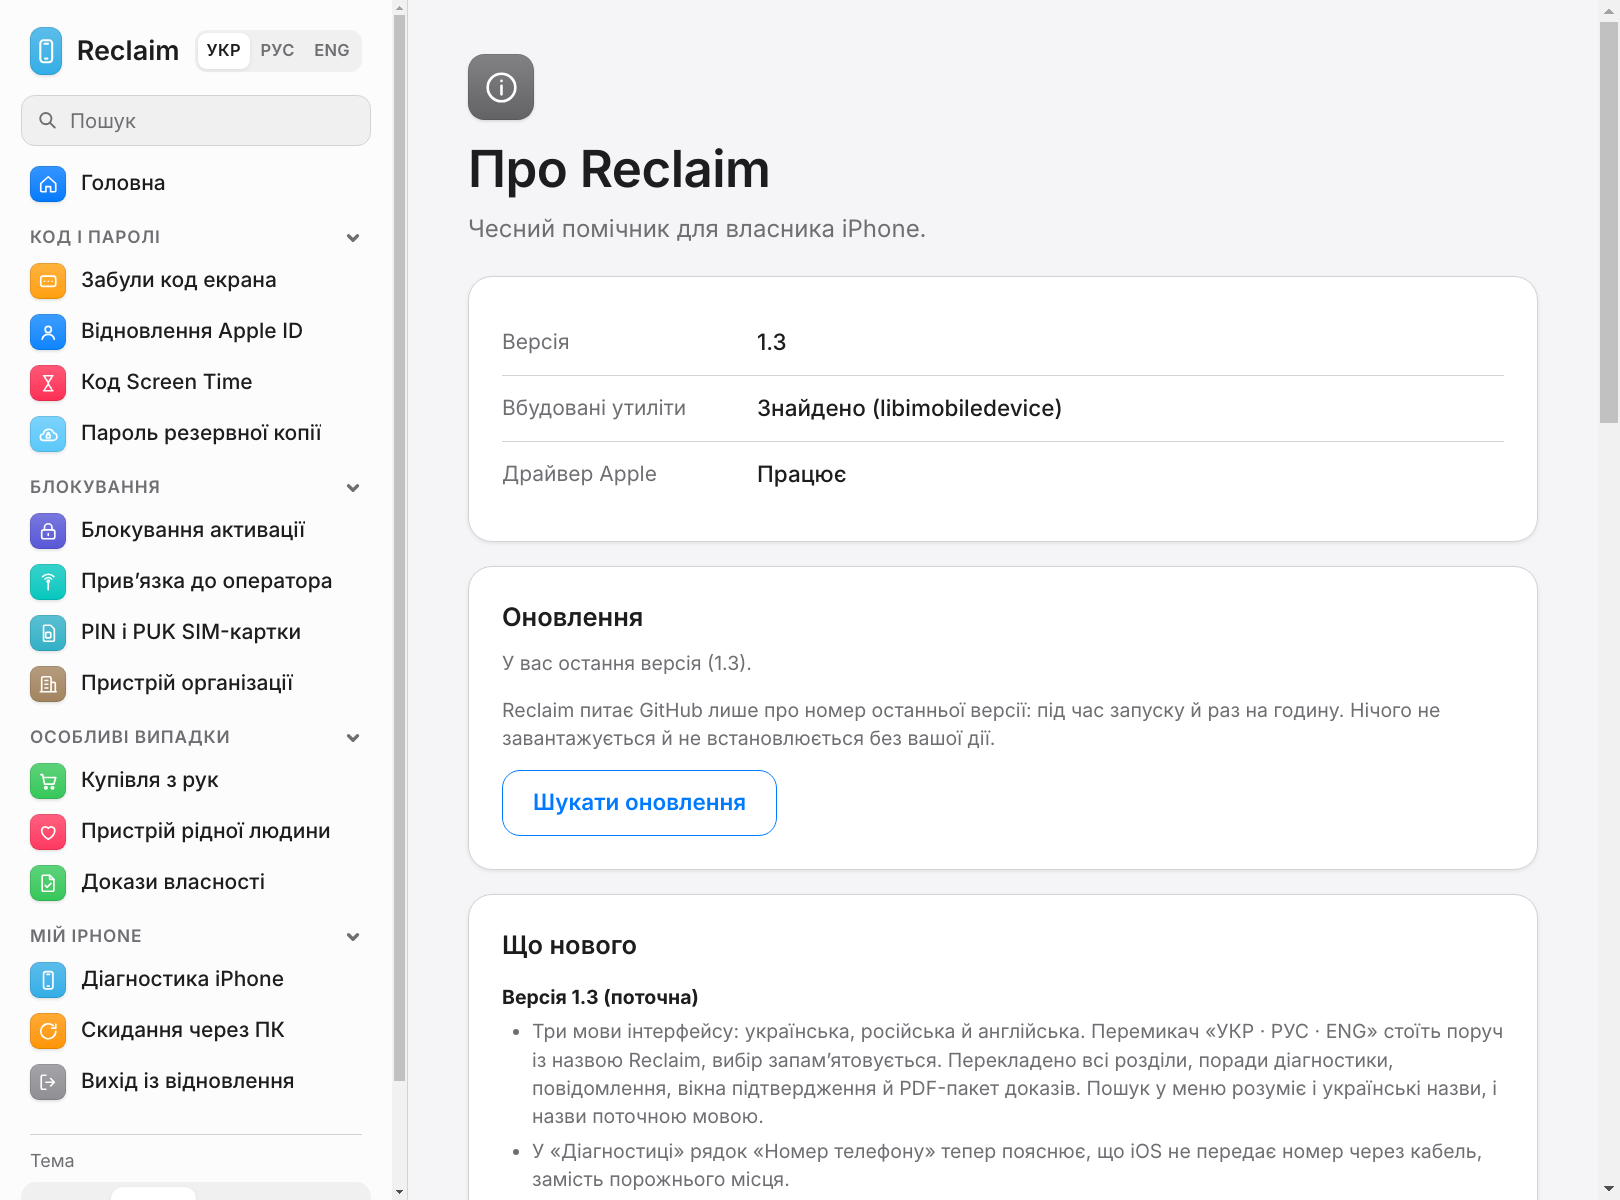 Reclaim
УКР РУС ENG
Пошук
Головна
КОД І ПАРОЛІ
Забули код екрана
Відновлення Apple ID
Код Screen Time
Пароль резервної копії
БЛОКУВАННЯ
Блокування активації
Прив’язка до оператора
PIN і PUK SIM-картки
Пристрій організації
ОСОБЛИВІ ВИПАДКИ
Купівля з рук
Пристрій рідної людини
Докази власності
МІЙ IPHONE
Діагностика iPhone
Скидання через ПК
Вихід із відновлення
Тема
Про Reclaim
Чесний помічник для власника iPhone.
Версія 1.3
Вбудовані утиліти Знайдено (libimobiledevice)
Драйвер Apple Працює
Оновлення
У вас остання версія (1.3).
Reclaim питає GitHub лише про номер останньої версії: під час запуску й раз на годину. Нічого не
завантажується й не встановлюється без вашої дії.
Шукати оновлення
Що нового
Версія 1.3 (поточна)
• Три мови інтерфейсу: українська, російська й англійська. Перемикач «УКР · РУС · ENG» стоїть поруч
із назвою Reclaim, вибір запам’ятовується. Перекладено всі розділи, поради діагностики,
повідомлення, вікна підтвердження й PDF-пакет доказів. Пошук у меню розуміє і українські назви, і
назви поточною мовою.
• У «Діагностиці» рядок «Номер телефону» тепер пояснює, що iOS не передає номер через кабель,
замість порожнього місця.